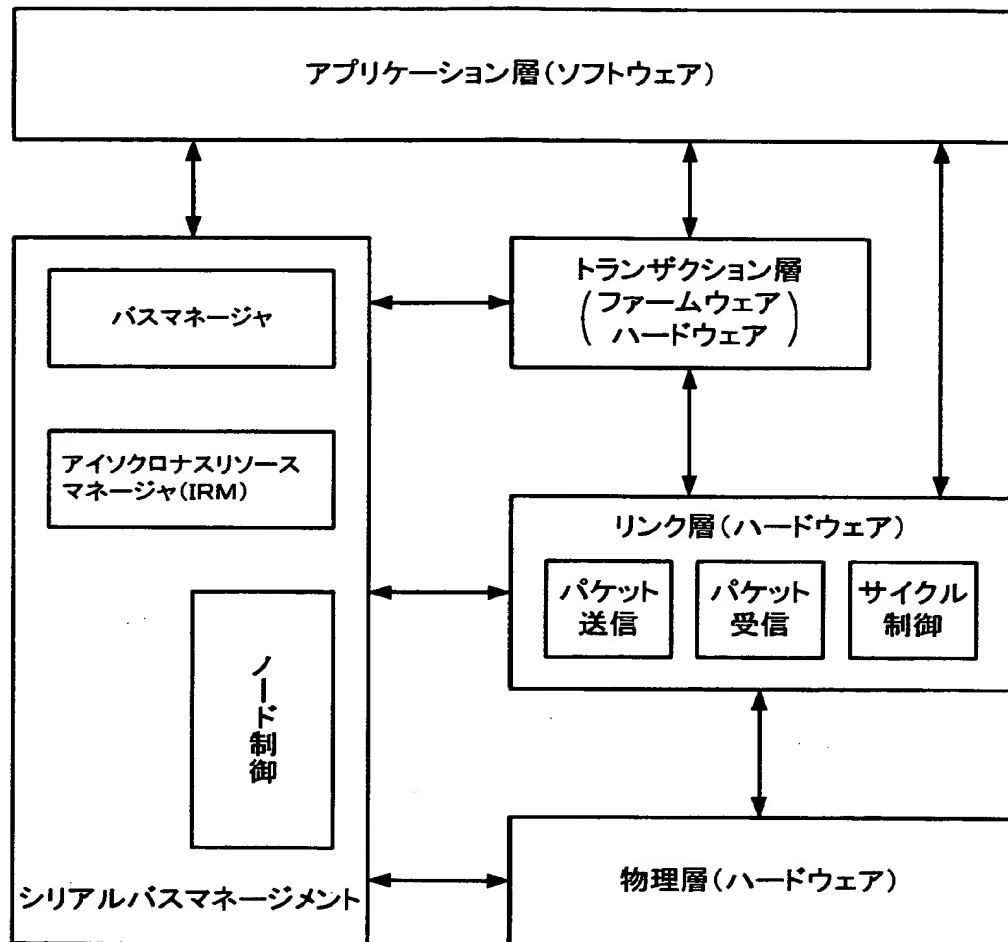 アプリケーション層(ソフトウェア)
バスマネージャ
アイソクロナスリソース
マネージャ(IRM)
ノード制御
シリアルバスマネージメント
トランザクション層
(ファームウェア
ハードウェア)
リンク層(ハードウェア)
パケット
送信
パケット
受信
サイクル
制御
物理層(ハードウェア)